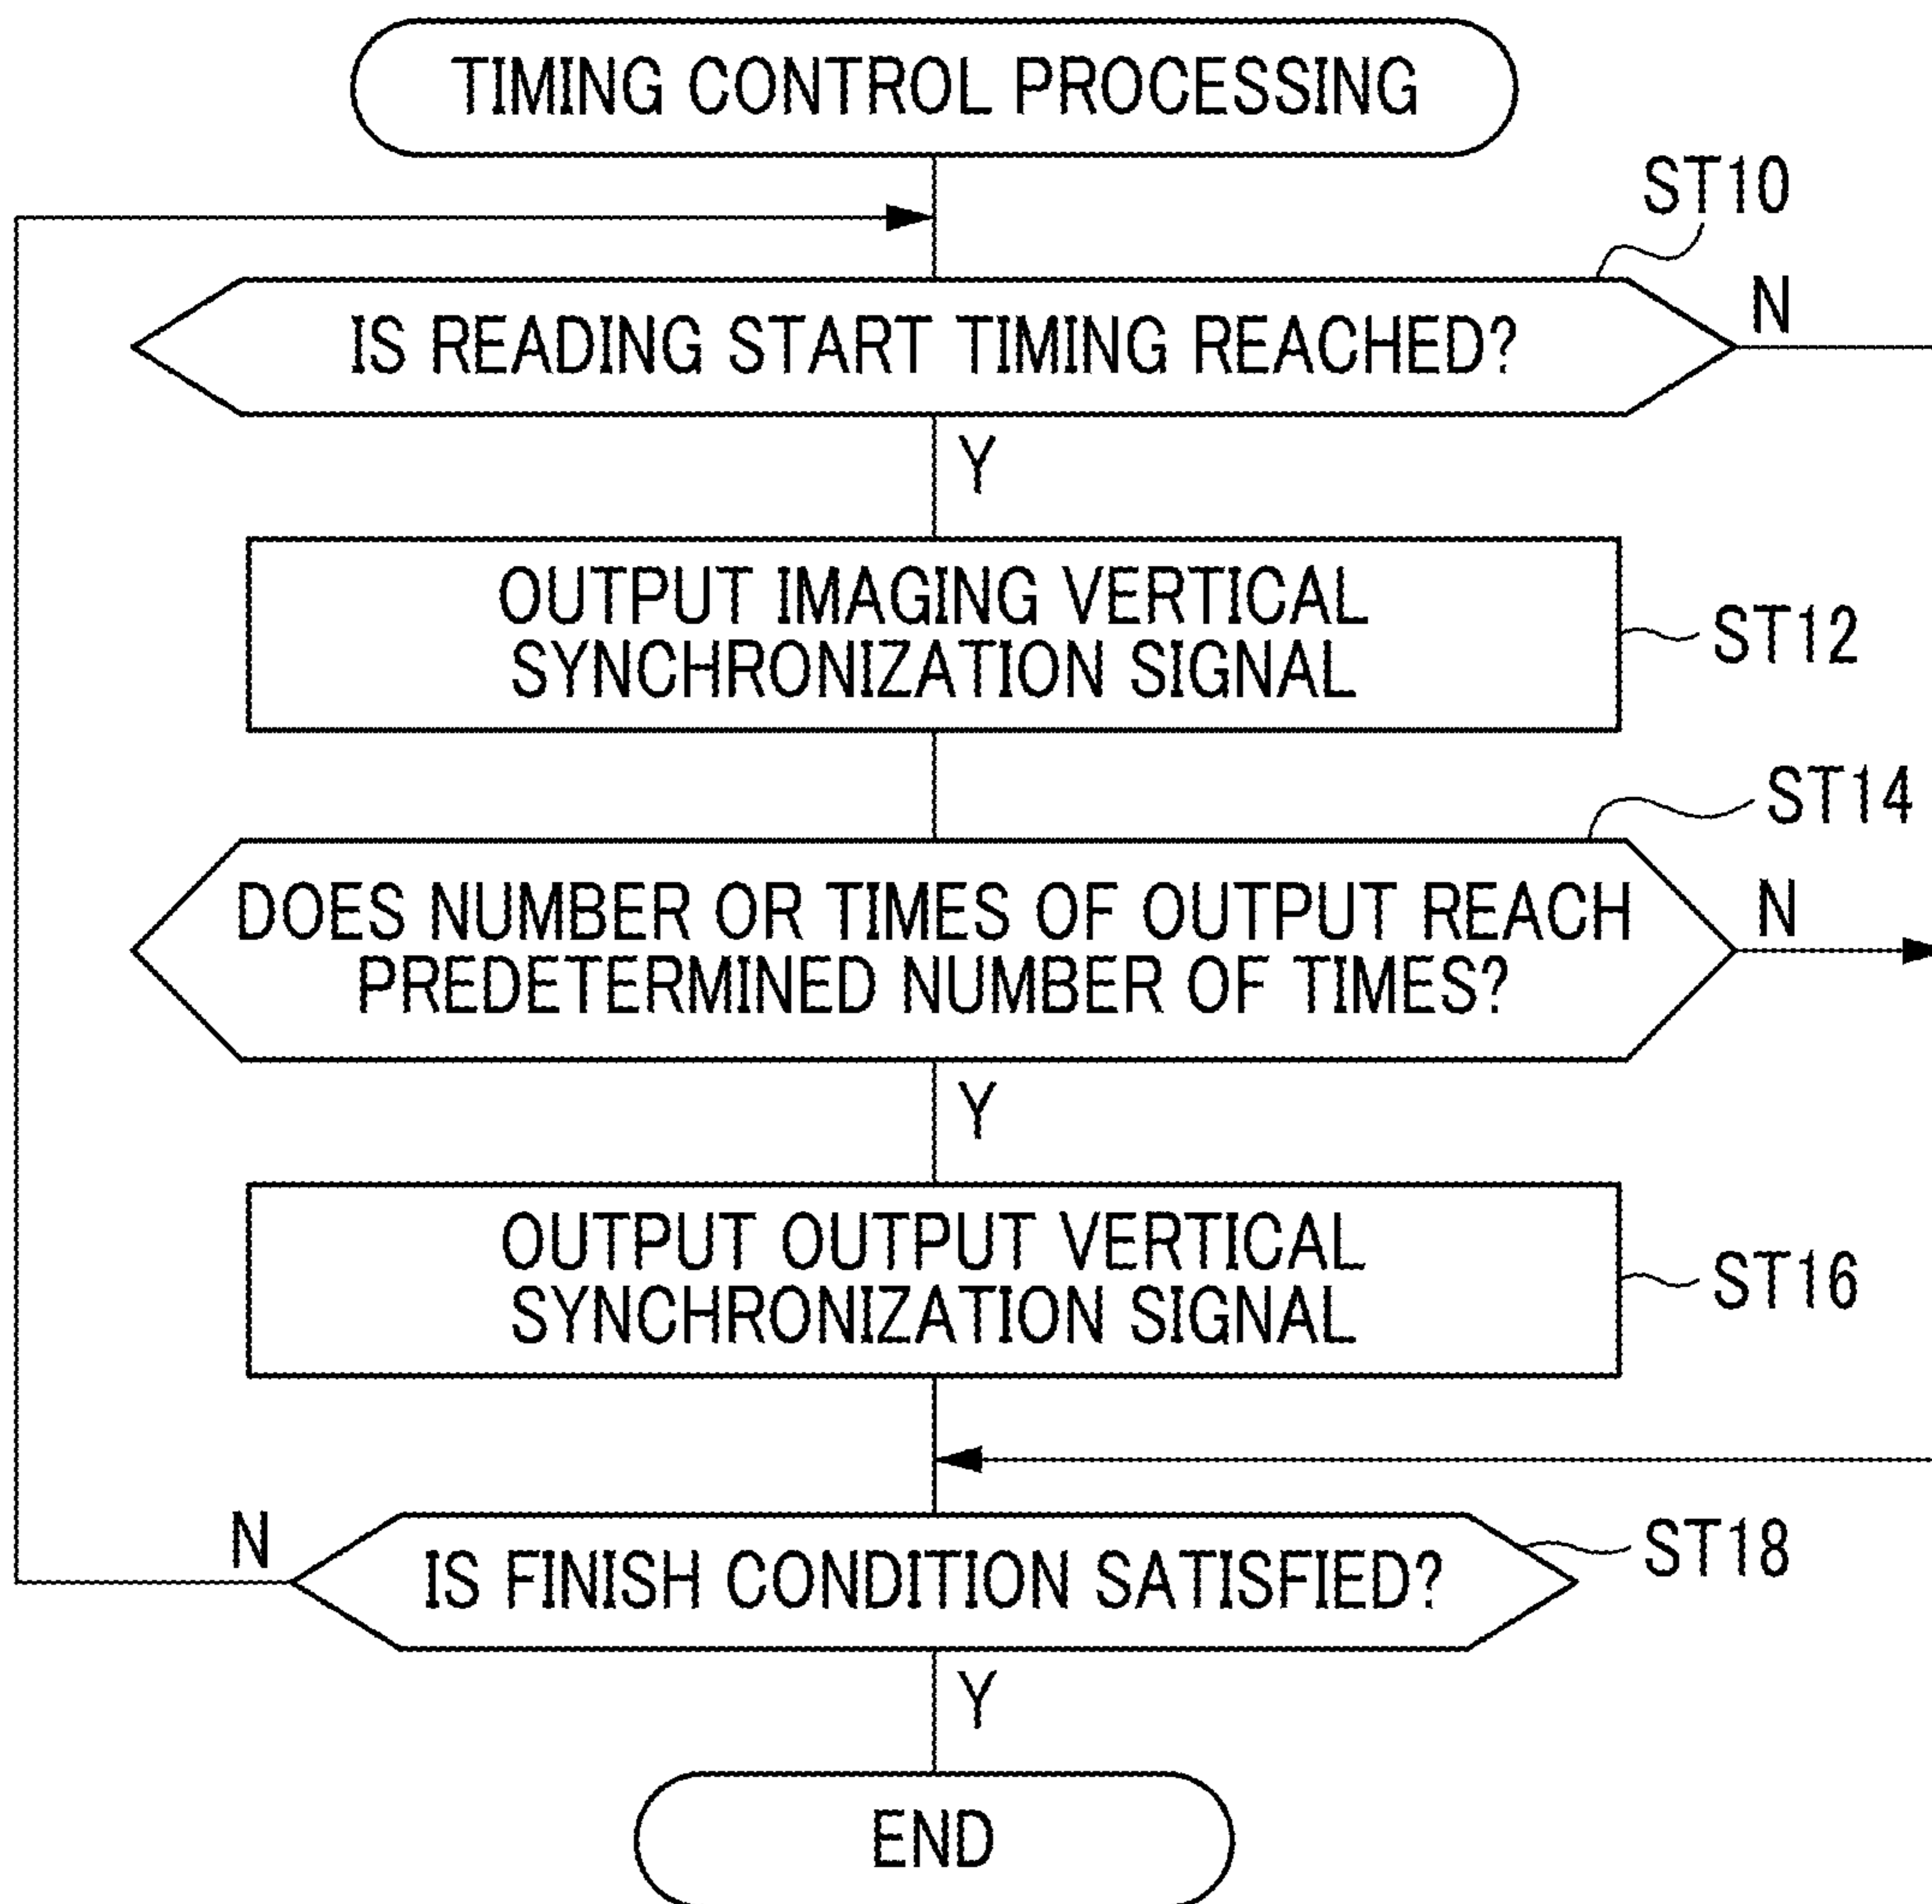 TIMING CONTROL PROCESSING
ST10
IS READING START TIMING REACHED?
N
Y
OUTPUT IMAGING VERTICAL
SYNCHRONIZATION SIGNAL
ST12
ST14
DOES NUMBER OR TIMES OF OUTPUT REACH
PREDETERMINED NUMBER OF TIMES?
N
Y
OUTPUT OUTPUT VERTICAL
SYNCHRONIZATION SIGNAL
ST16
N
IS FINISH CONDITION SATISFIED?
ST18
Y
END